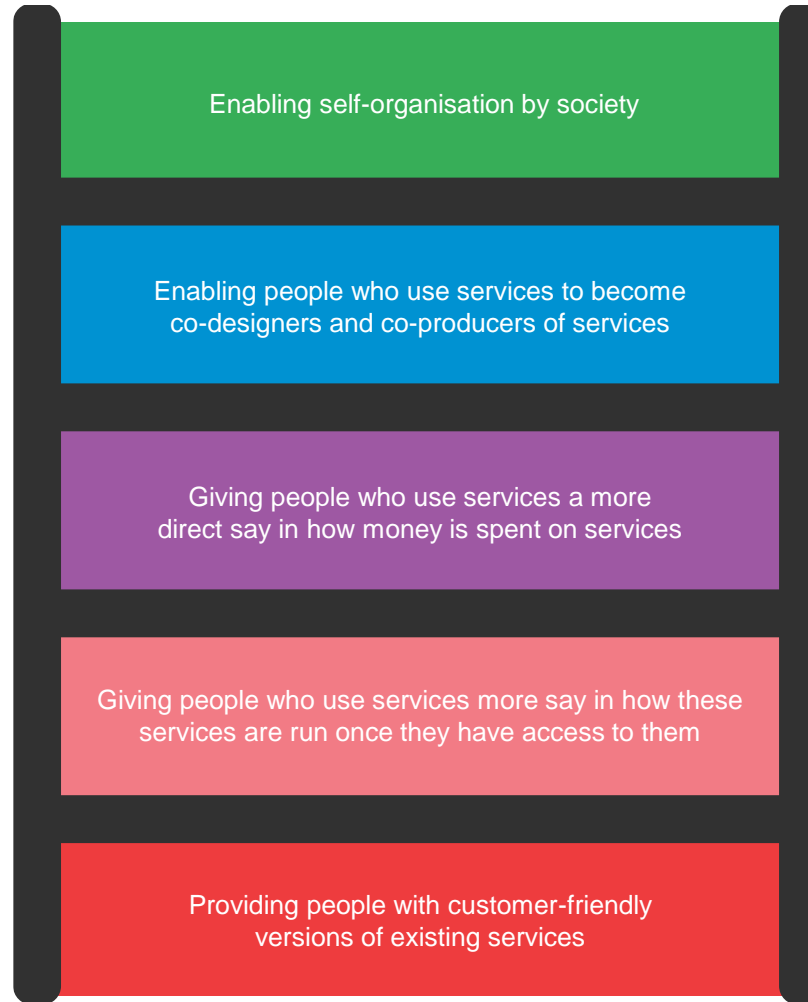 Enabling self-organisation by society
Enabling people who use services to become
co-designers and co-producers of services
Giving people who use services a more
direct say in how money is spent on services
Giving people who use services more say in how these
services are run once they have access to them
Providing people with customer-friendly
versions of existing services